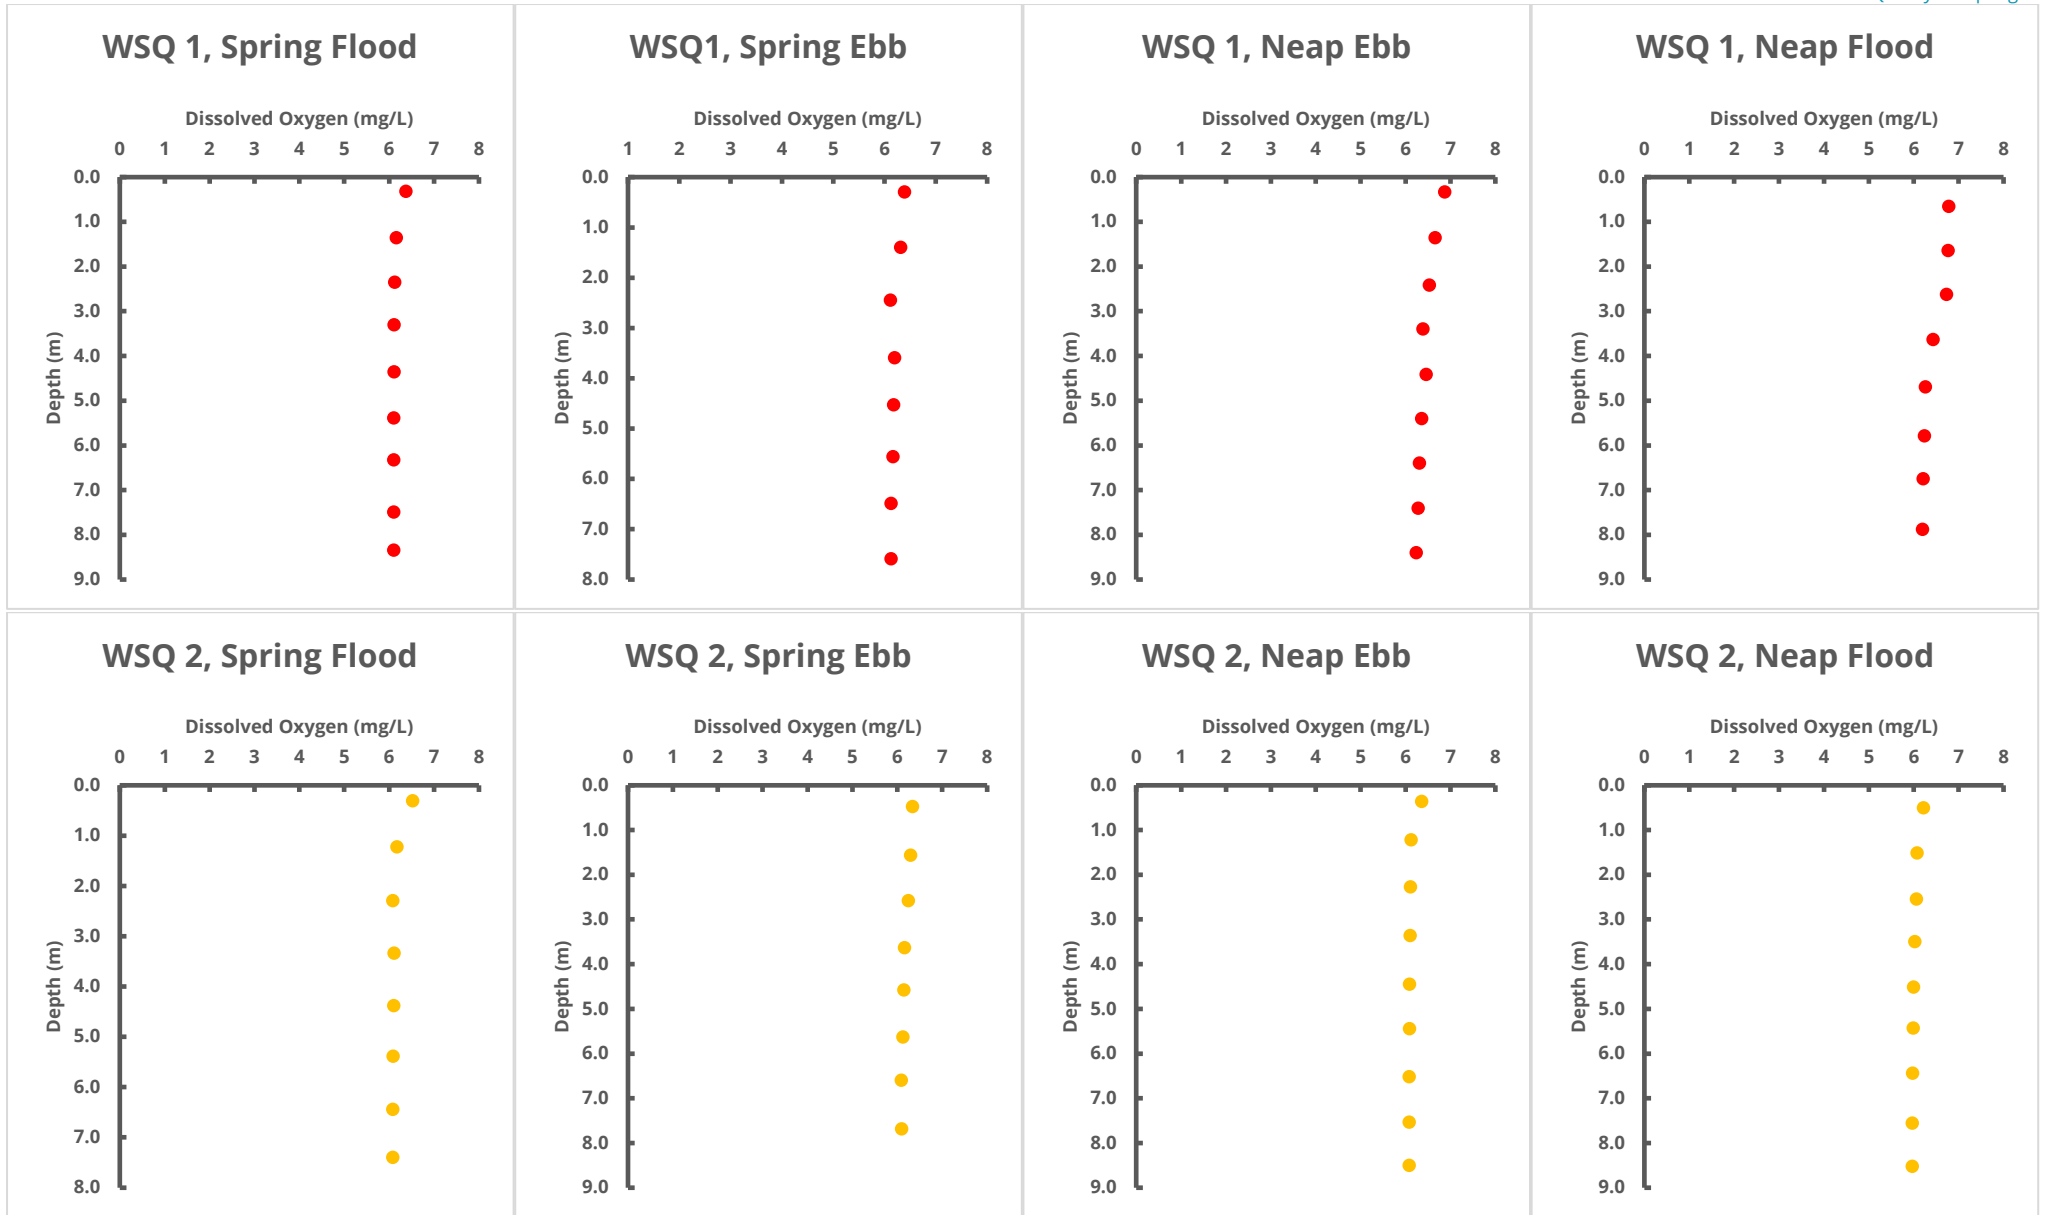 WSQ 1, Spring Flood
Dissolved Oxygen (mg/L)
0 1 2 3 4 5 6 7 8
0.0
1.0
2.0
3.0
4.0
5.0
6.0
7.0
8.0
9.0
Depth (m)
WSQ1, Spring Ebb
Dissolved Oxygen (mg/L)
1 2 3 4 5 6 7 8
0.0
1.0
2.0
3.0
4.0
5.0
6.0
7.0
8.0
Depth (m)
WSQ 1, Neap Ebb
Dissolved Oxygen (mg/L)
0 1 2 3 4 5 6 7 8
0.0
1.0
2.0
3.0
4.0
5.0
6.0
7.0
8.0
9.0
Depth (m)
WSQ 1, Neap Flood
Dissolved Oxygen (mg/L)
0 1 2 3 4 5 6 7 8
0.0
1.0
2.0
3.0
4.0
5.0
6.0
7.0
8.0
9.0
Depth (m)
WSQ 2, Spring Flood
Dissolved Oxygen (mg/L)
0 1 2 3 4 5 6 7 8
0.0
1.0
2.0
3.0
4.0
5.0
6.0
7.0
8.0
Depth (m)
WSQ 2, Spring Ebb
Dissolved Oxygen (mg/L)
0 1 2 3 4 5 6 7 8
0.0
1.0
2.0
3.0
4.0
5.0
6.0
7.0
8.0
9.0
Depth (m)
WSQ 2, Neap Ebb
Dissolved Oxygen (mg/L)
0 1 2 3 4 5 6 7 8
0.0
1.0
2.0
3.0
4.0
5.0
6.0
7.0
8.0
9.0
Depth (m)
WSQ 2, Neap Flood
Dissolved Oxygen (mg/L)
0 1 2 3 4 5 6 7 8
0.0
1.0
2.0
3.0
4.0
5.0
6.0
7.0
8.0
9.0
Depth (m)